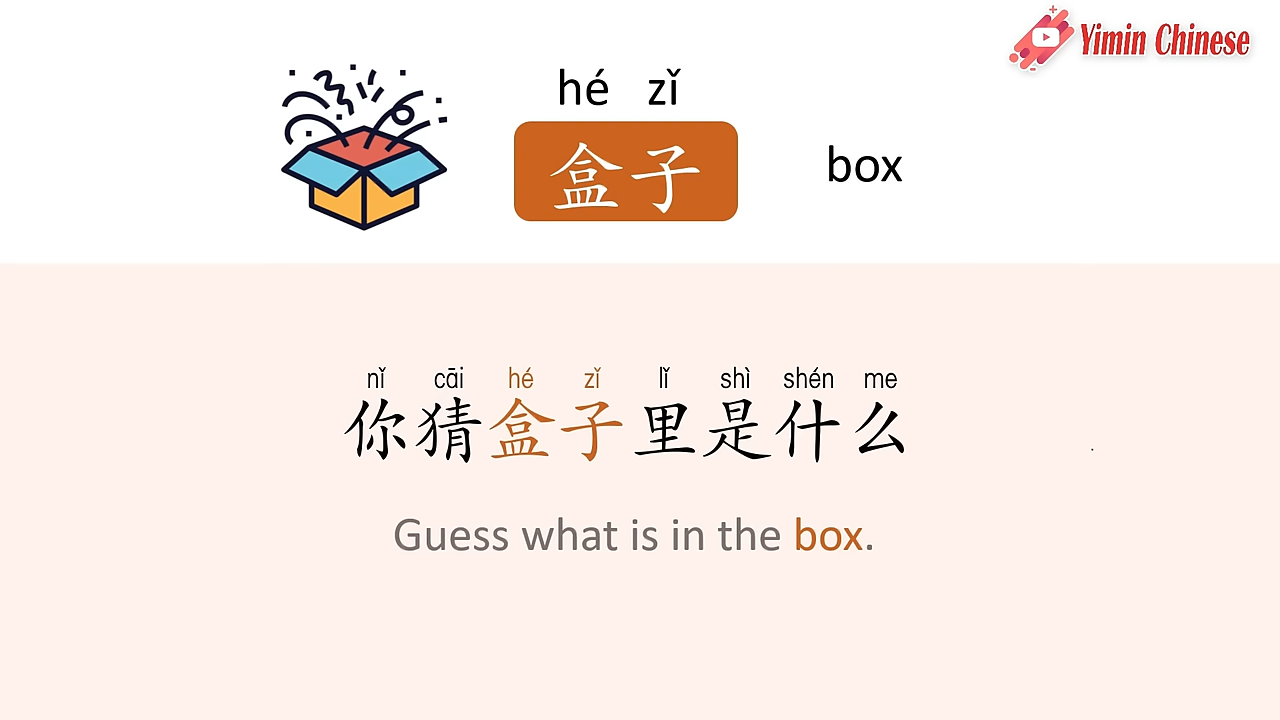 Yimin Chinese
hé zǐ
盒子
box
nǐ cāi hé zǐ lǐ shì shén me
你猜盒子里是什么
Guess what is in the box.